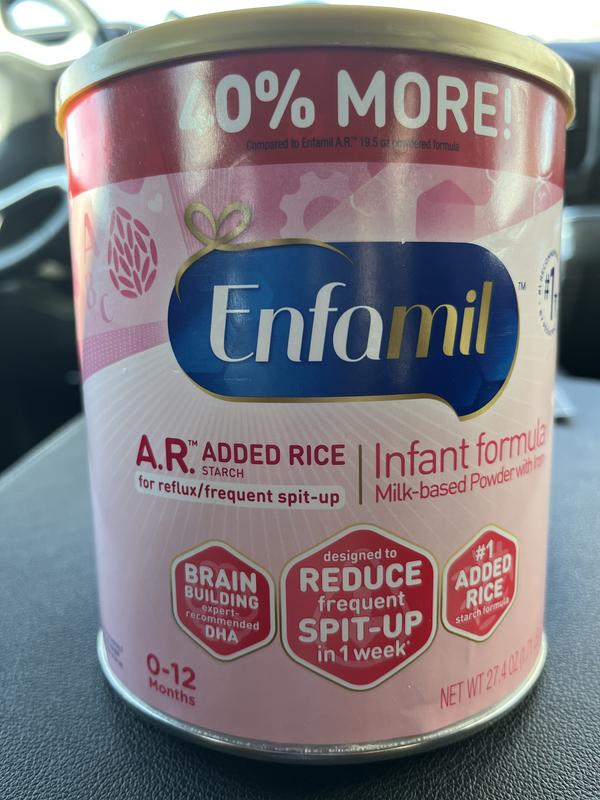 40% MORE!
Compared to Enfamil A.R.™ 19.5 oz powdered formula
A
B C
Enfamil™
#1
A.R.™ ADDED RICE
STARCH
for reflux/frequent spit-up
Infant formula
Milk-based Powder with Iron
BRAIN
BUILDING
expert-
recommended
DHA
designed to
REDUCE
frequent
SPIT-UP
in 1 week*
#1
ADDED
RICE
starch formula
0-12
Months
NET WT 27.4 OZ